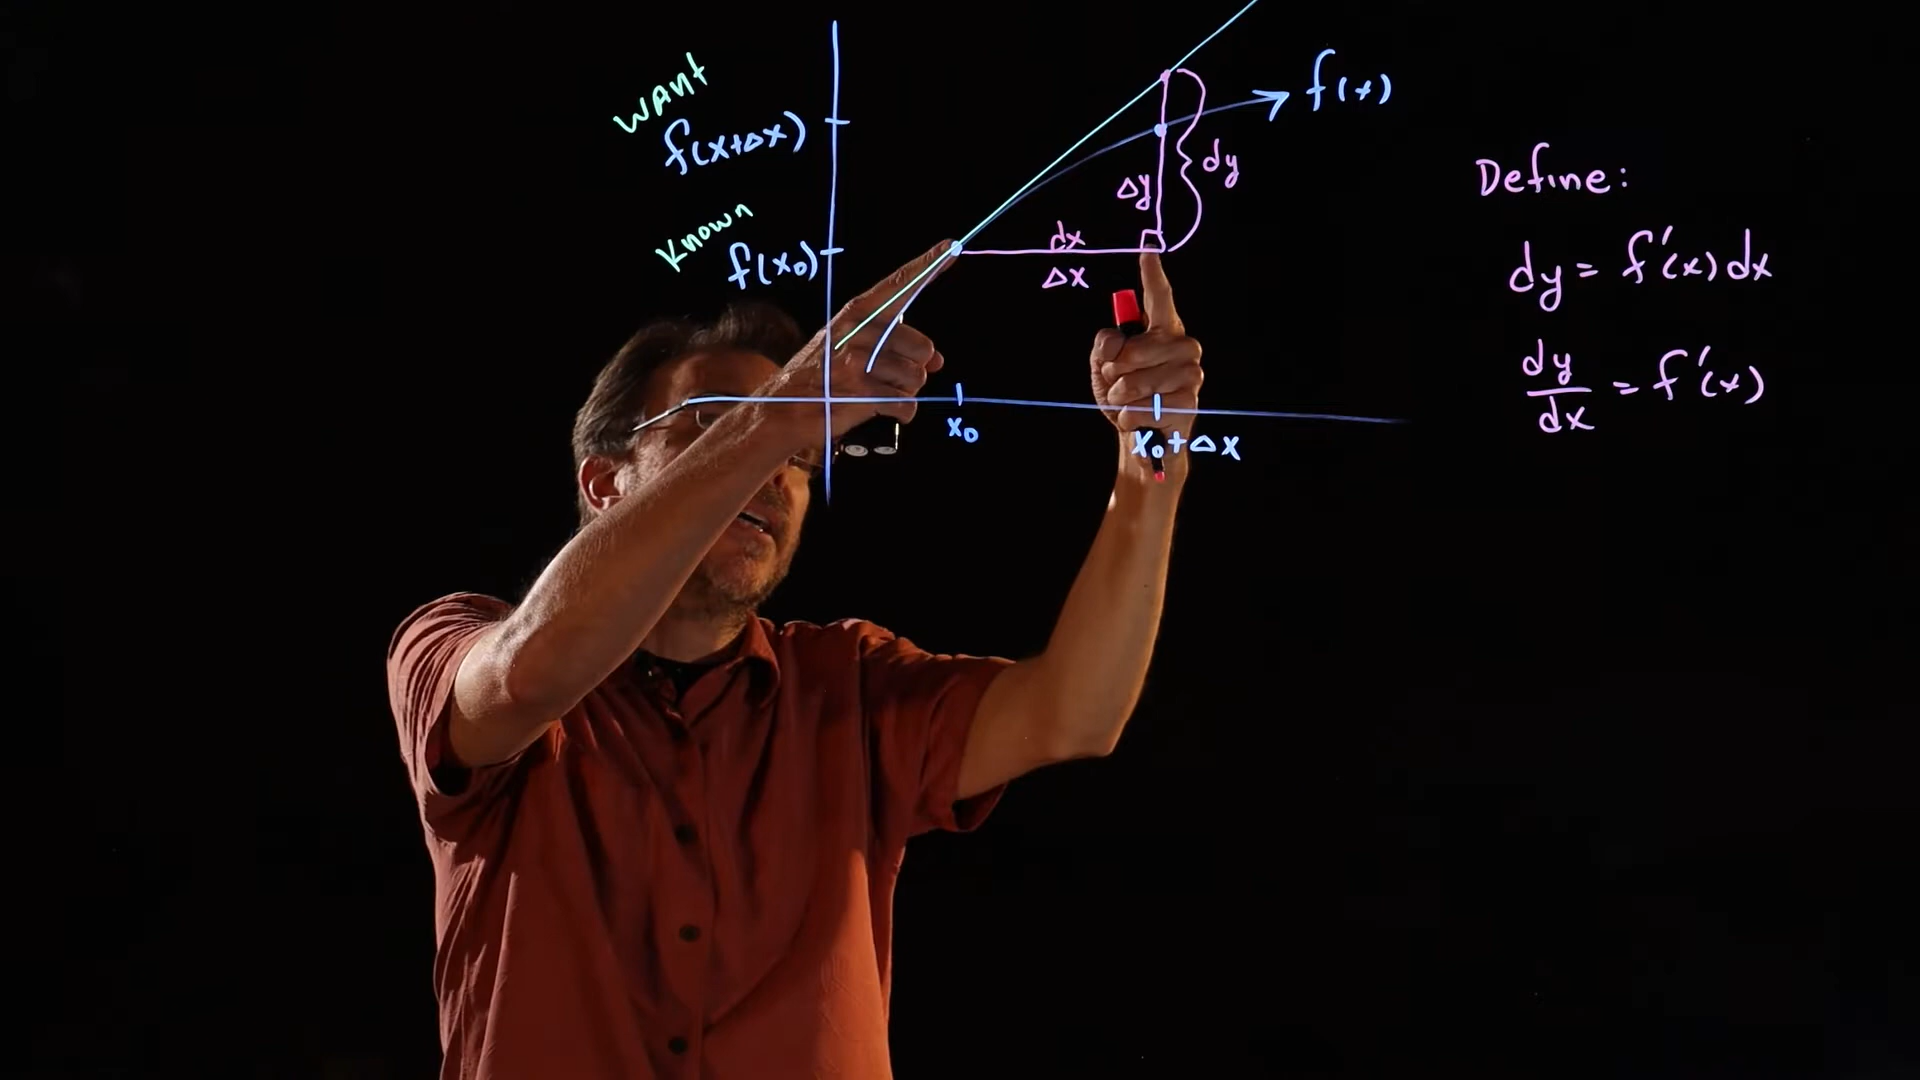 want
f(x+Δx)
Known
f(x₀)
f(x)
dy
Δy
dx
Δx
x₀
x₀+Δx
Define:
dy = f'(x) dx
dy/dx = f'(x)